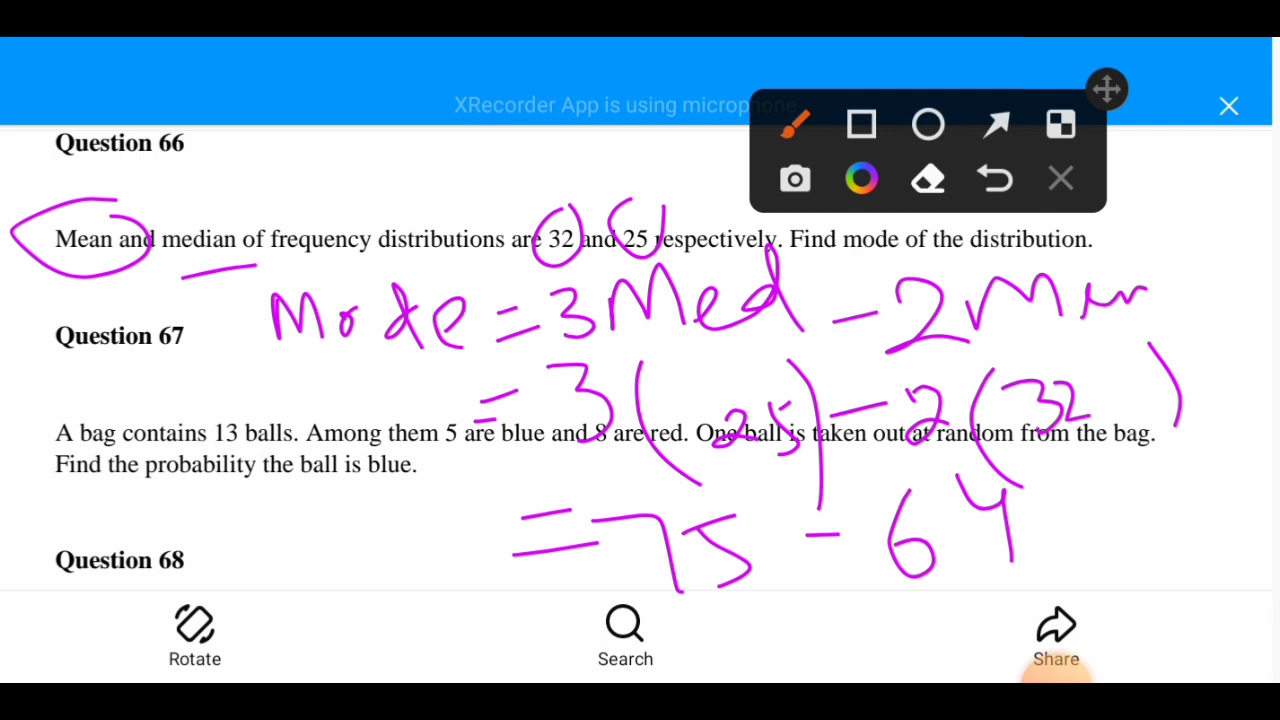 XRecorder App is using microphone
Question 66
Mean and median of frequency distributions are 32 and 25 respectively. Find mode of the distribution.
Mode = 3Med - 2
Question 67
= 3(25) - 2(32)
A bag contains 13 balls. Among them 5 are blue and 8 are red. One ball is taken out at random from the bag.
Find the probability the ball is blue.
= 75 - 64
Question 68
Rotate
Search
Share